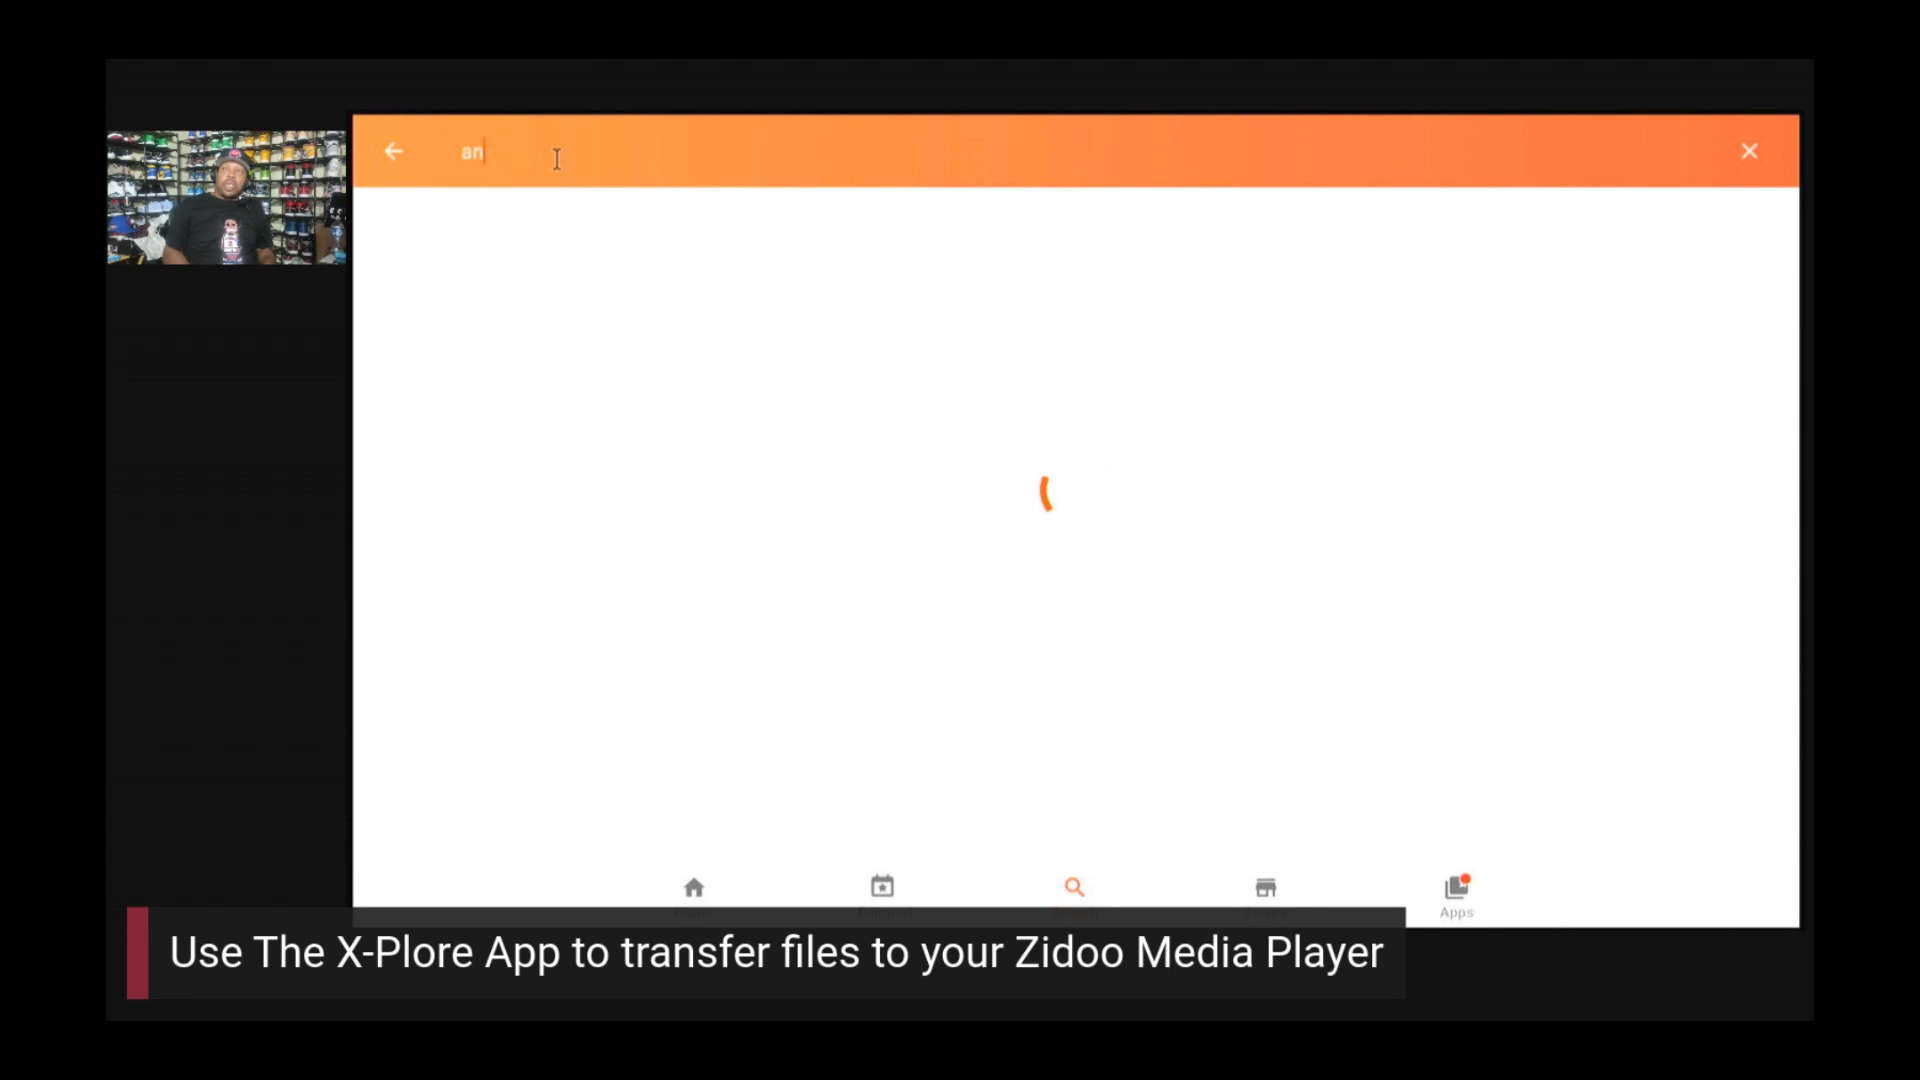 an
Apps
Use The X-Plore App to transfer files to your Zidoo Media Player